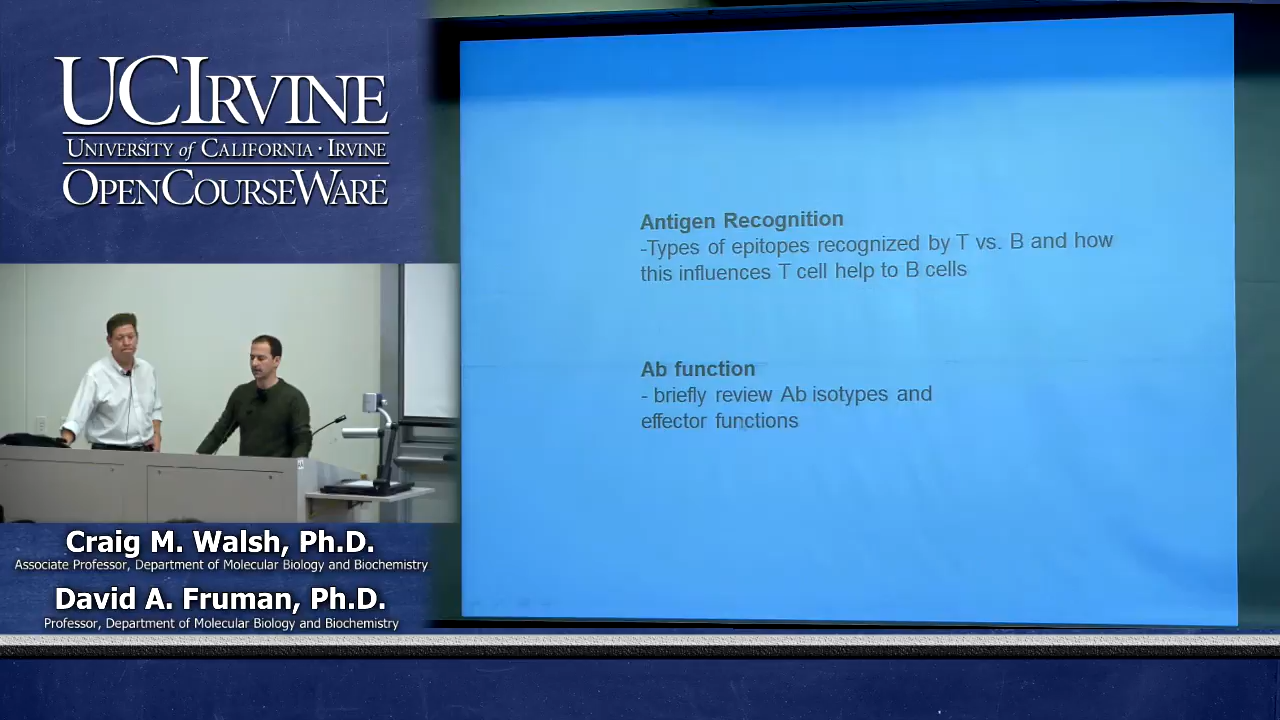 UCIRVINE
UNIVERSITY of CALIFORNIA · IRVINE
OPENCOURSEWARE
Antigen Recognition
-Types of epitopes recognized by T vs. B and how
this influences T cell help to B cells
Ab function
- briefly review Ab isotypes and
effector functions
Craig M. Walsh, Ph.D.
Associate Professor, Department of Molecular Biology and Biochemistry
David A. Fruman, Ph.D.
Professor, Department of Molecular Biology and Biochemistry